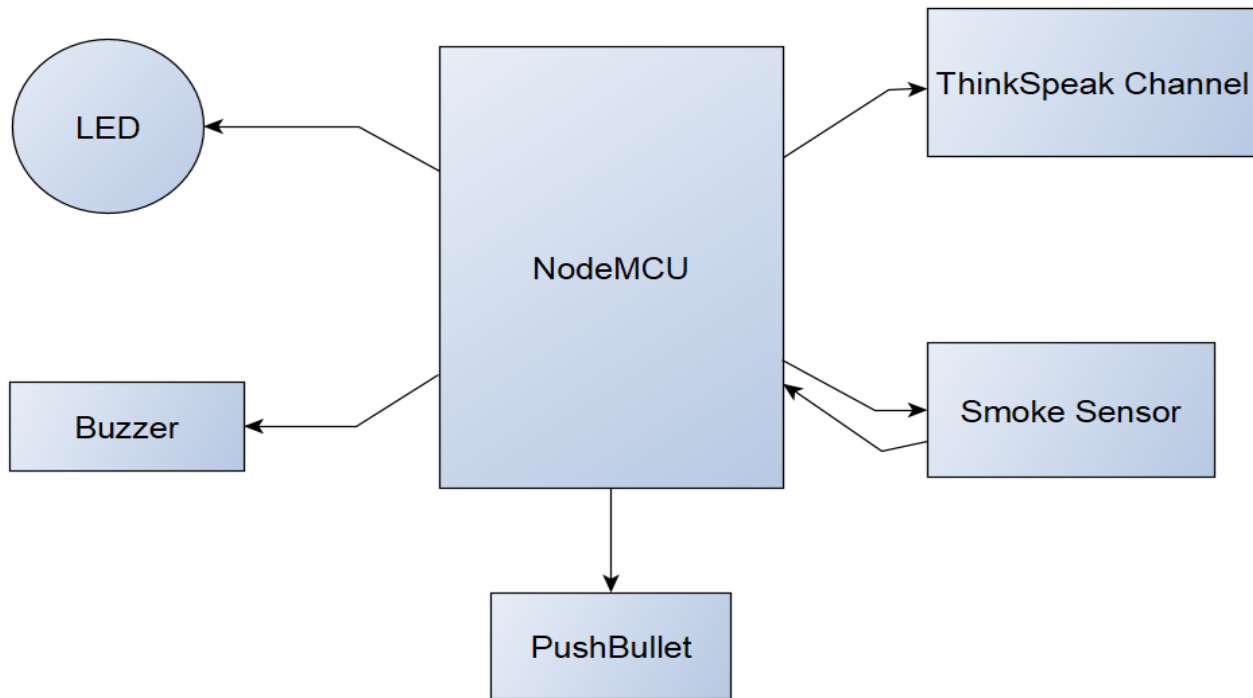 LED
ThinkSpeak Channel
NodeMCU
Buzzer
Smoke Sensor
PushBullet